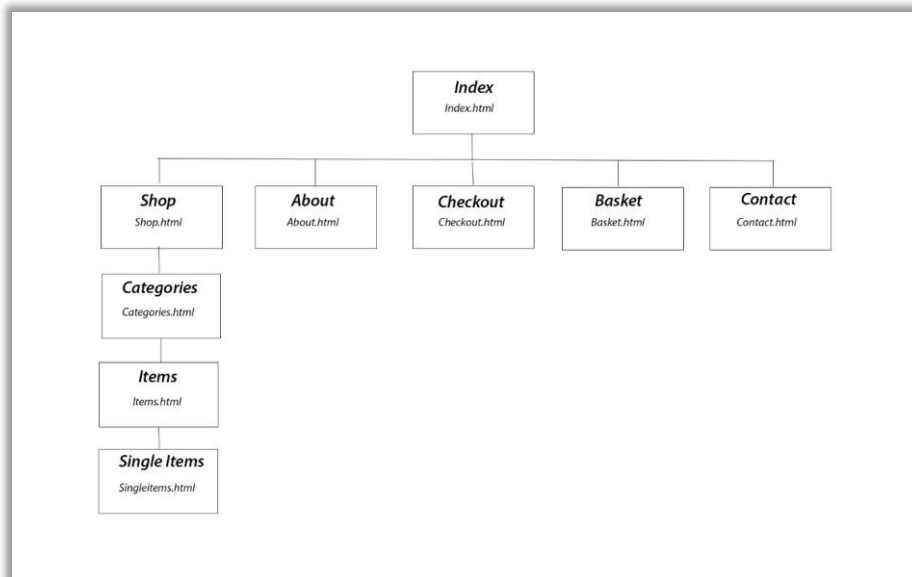 Index
Index.html
Shop
Shop.html
About
About.html
Checkout
Checkout.html
Basket
Basket.html
Contact
Contact.html
Categories
Categories.html
Items
Items.html
Single Items
Singleitems.html